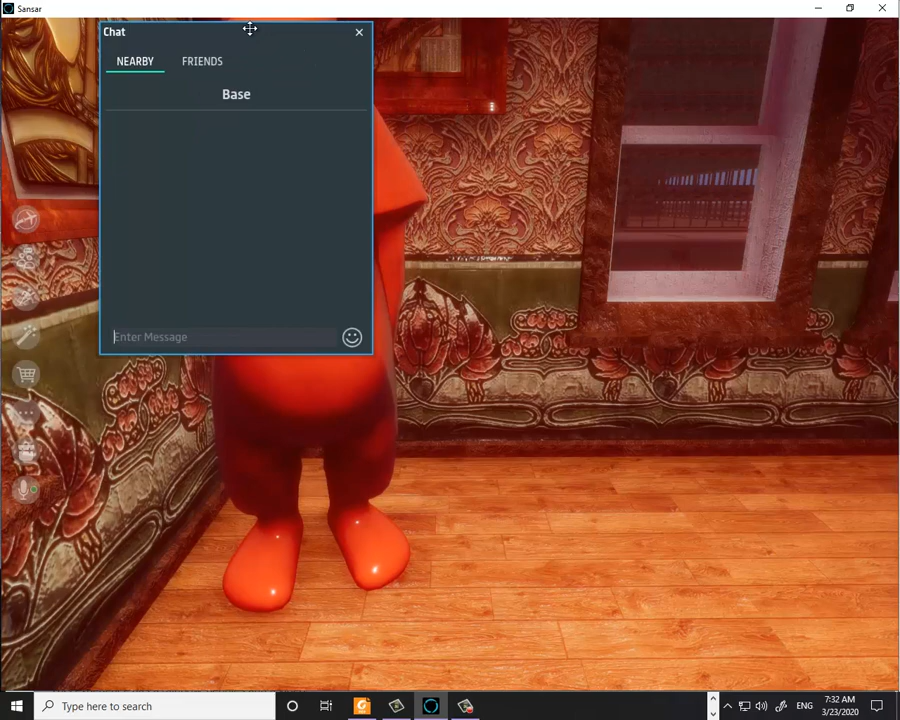 Sansar
Chat
NEARBY FRIENDS
Base
Enter Message
Type here to search
ENG
7:32 AM
3/23/2020